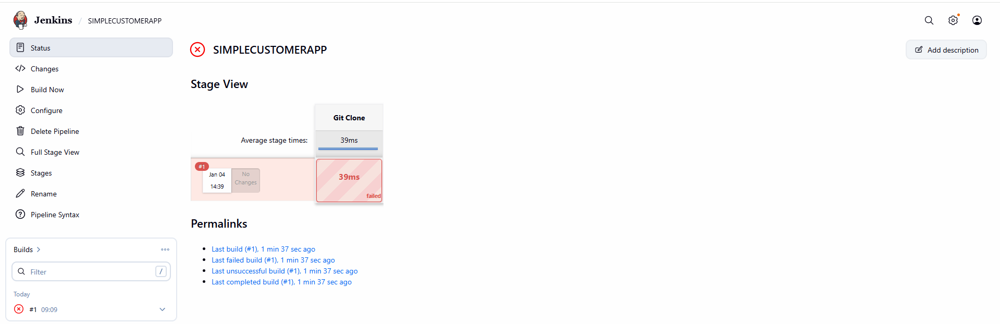 Jenkins / SIMPLECUSTOMERAPP
Status
Changes
Build Now
Configure
Delete Pipeline
Full Stage View
Stages
Rename
Pipeline Syntax
Builds
Filter /
Today
#1 09:09
SIMPLECUSTOMERAPP
Add description
Stage View
Git Clone
Average stage times: 39ms
#1
Jan 04
14:39
No
Changes
39ms
failed
Permalinks
Last build (#1), 1 min 37 sec ago
Last failed build (#1), 1 min 37 sec ago
Last unsuccessful build (#1), 1 min 37 sec ago
Last completed build (#1), 1 min 37 sec ago